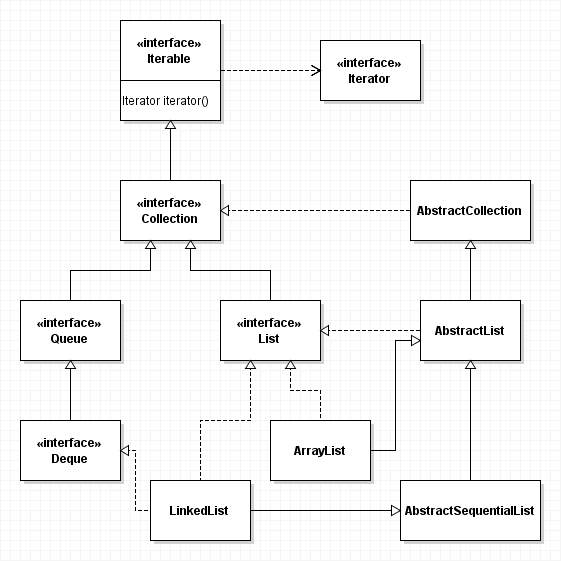 «interface»
Iterable
Iterator iterator()
«interface»
Iterator
«interface»
Collection
AbstractCollection
«interface»
Queue
«interface»
List
AbstractList
«interface»
Deque
ArrayList
LinkedList
AbstractSequentialList